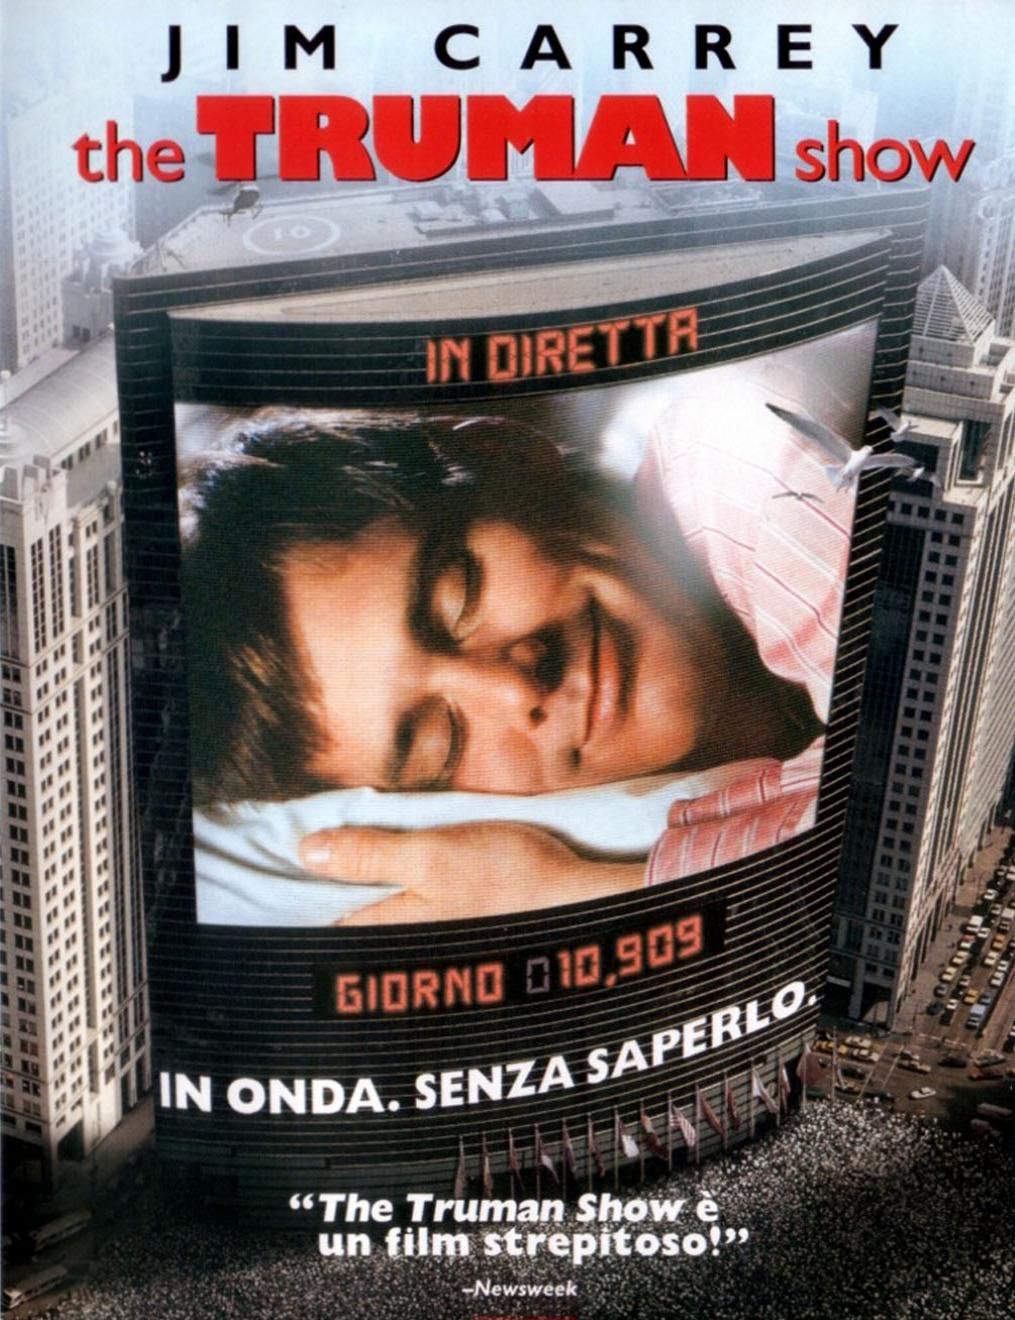 JIM CARREY
the TRUMAN show
10
IN DIRETTA
GIORNO 010,909
IN ONDA. SENZA SAPERLO.
“The Truman Show è
un film strepitoso!”
–Newsweek